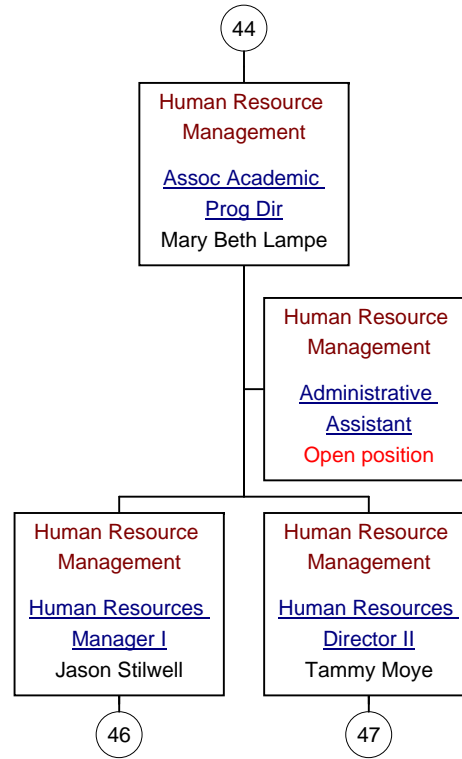 44
Human Resource
Management
Assoc Academic
Prog Dir
Mary Beth Lampe
Human Resource
Management
Administrative
Assistant
Open position
Human Resource
Management
Human Resources
Manager I
Jason Stilwell
Human Resource
Management
Human Resources
Director II
Tammy Moye
46
47